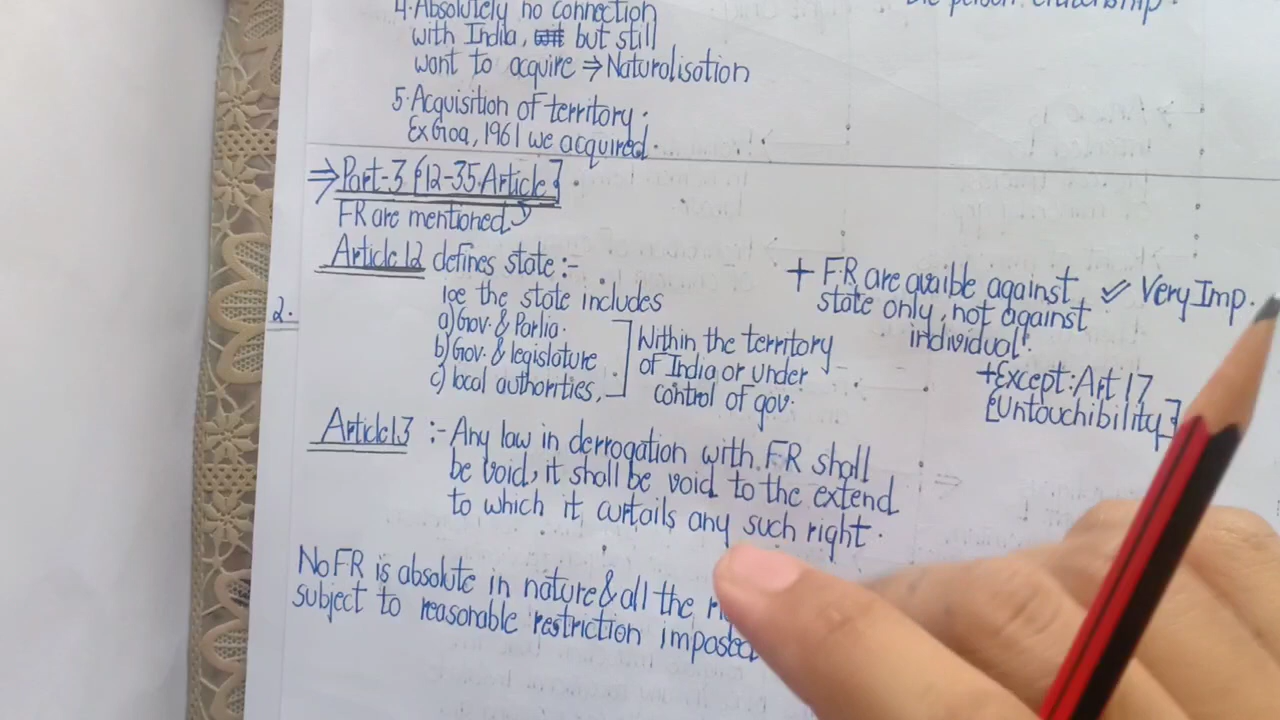 4. Absolutely no connection
with India, but still
want to acquire ⇒ Naturalisation
5. Acquisition of territory.
Ex Goa, 1961 we acquired.
⇒ Part-3 [12-35 Article]
FR are mentioned
Article 12 defines state :-
the state includes
a) Gov. & Parlia.
b) Gov. & legislature
c) local authorities,
Within the territory
of India or under
control of gov.
+ FR are avaible against
state only, not against
individual.
✓ Very Imp.
+Except: Art 17
[Untouchibility]
2.
Article 13 :- Any law in derrogation with FR shall
be void, it shall be void to the extend
to which it curtails any such right.
No FR is absolute in nature & all the
subject to reasonable restriction imposed